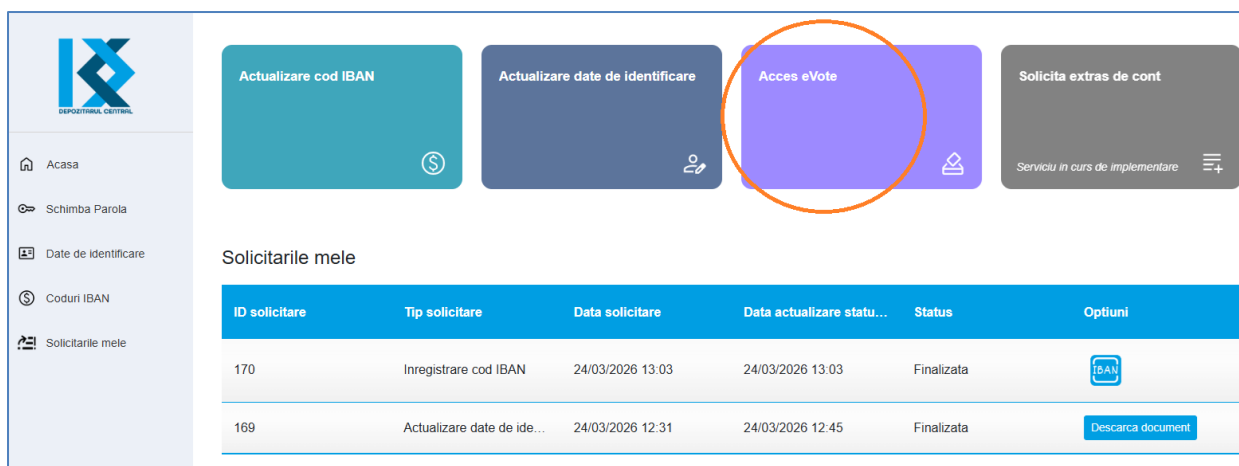 DEPOZITARUL CENTRAL
Acasa
Schimba Parola
Date de identificare
Coduri IBAN
Solicitarile mele
Actualizare cod IBAN
Actualizare date de identificare
Acces eVote
Solicita extras de cont
Serviciu in curs de implementare
Solicitarile mele
ID solicitare Tip solicitare Data solicitare Data actualizare statu... Status Optiuni
170 Inregistrare cod IBAN 24/03/2026 13:03 24/03/2026 13:03 Finalizata IBAN
169 Actualizare date de ide... 24/03/2026 12:31 24/03/2026 12:45 Finalizata Descarca document